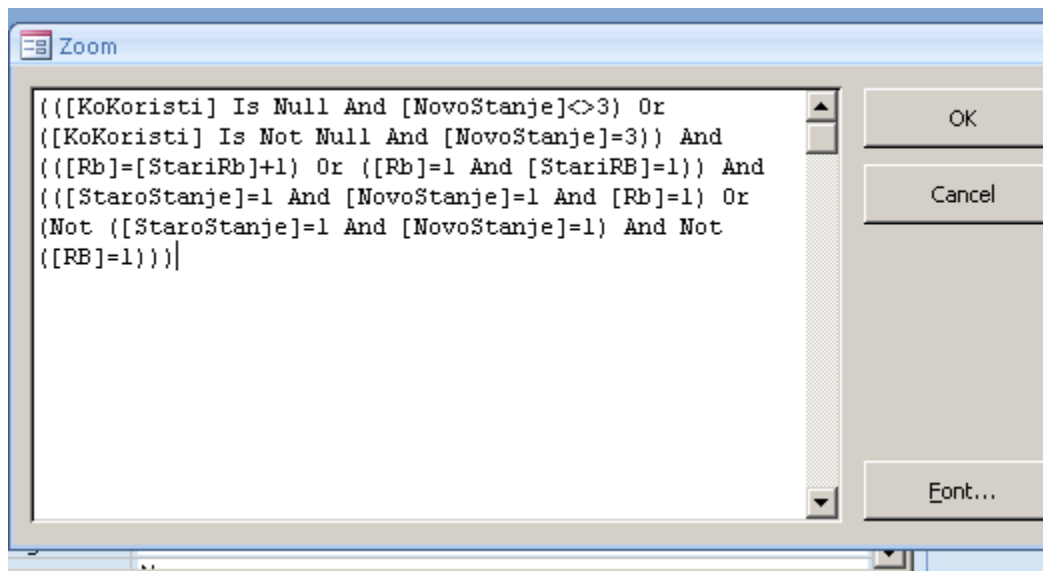 Zoom
(([KoKoristi] Is Null And [NovoStanje]<>3) Or
([KoKoristi] Is Not Null And [NovoStanje]=3)) And
(([Rb]=[StariRb]+1) Or ([Rb]=1 And [StariRB]=1)) And
(([StaroStanje]=1 And [NovoStanje]=1 And [Rb]=1) Or
(Not ([StaroStanje]=1 And [NovoStanje]=1) And Not
([RB]=1)))
OK
Cancel
Font...